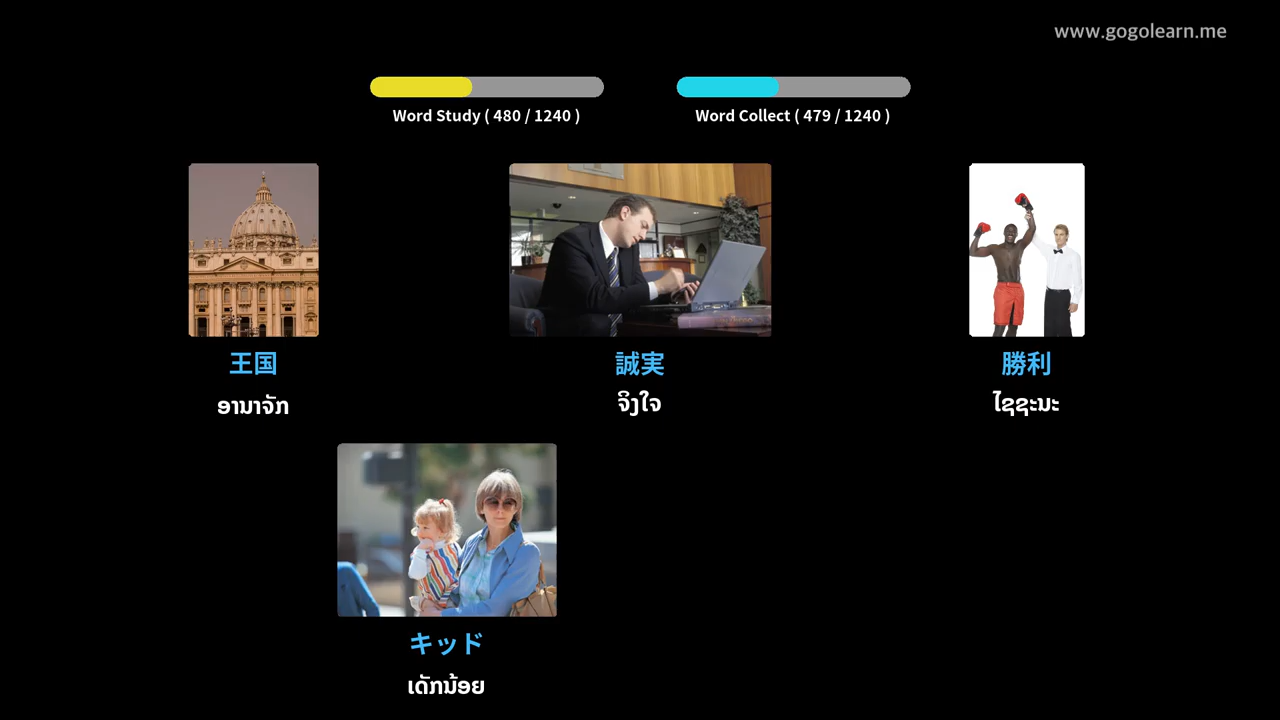 www.gogolearn.me
Word Study ( 480 / 1240 )
Word Collect ( 479 / 1240 )
王国
誠実
勝利
ອານາຈັກ
ຈິງໃຈ
ໄຊຊະນະ
キッド
ເດັກນ້ອຍ